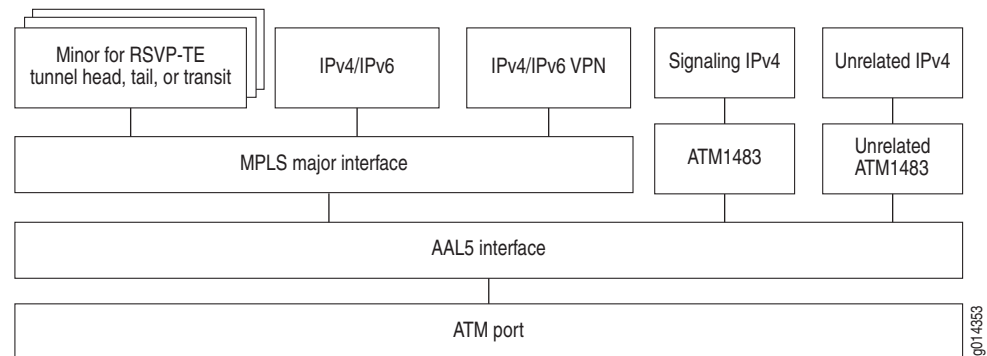 Minor for RSVP-TE
tunnel head, tail, or transit
IPv4/IPv6
IPv4/IPv6 VPN
Signaling IPv4
Unrelated IPv4
MPLS major interface
ATM1483
Unrelated
ATM1483
AAL5 interface
ATM port
g014353